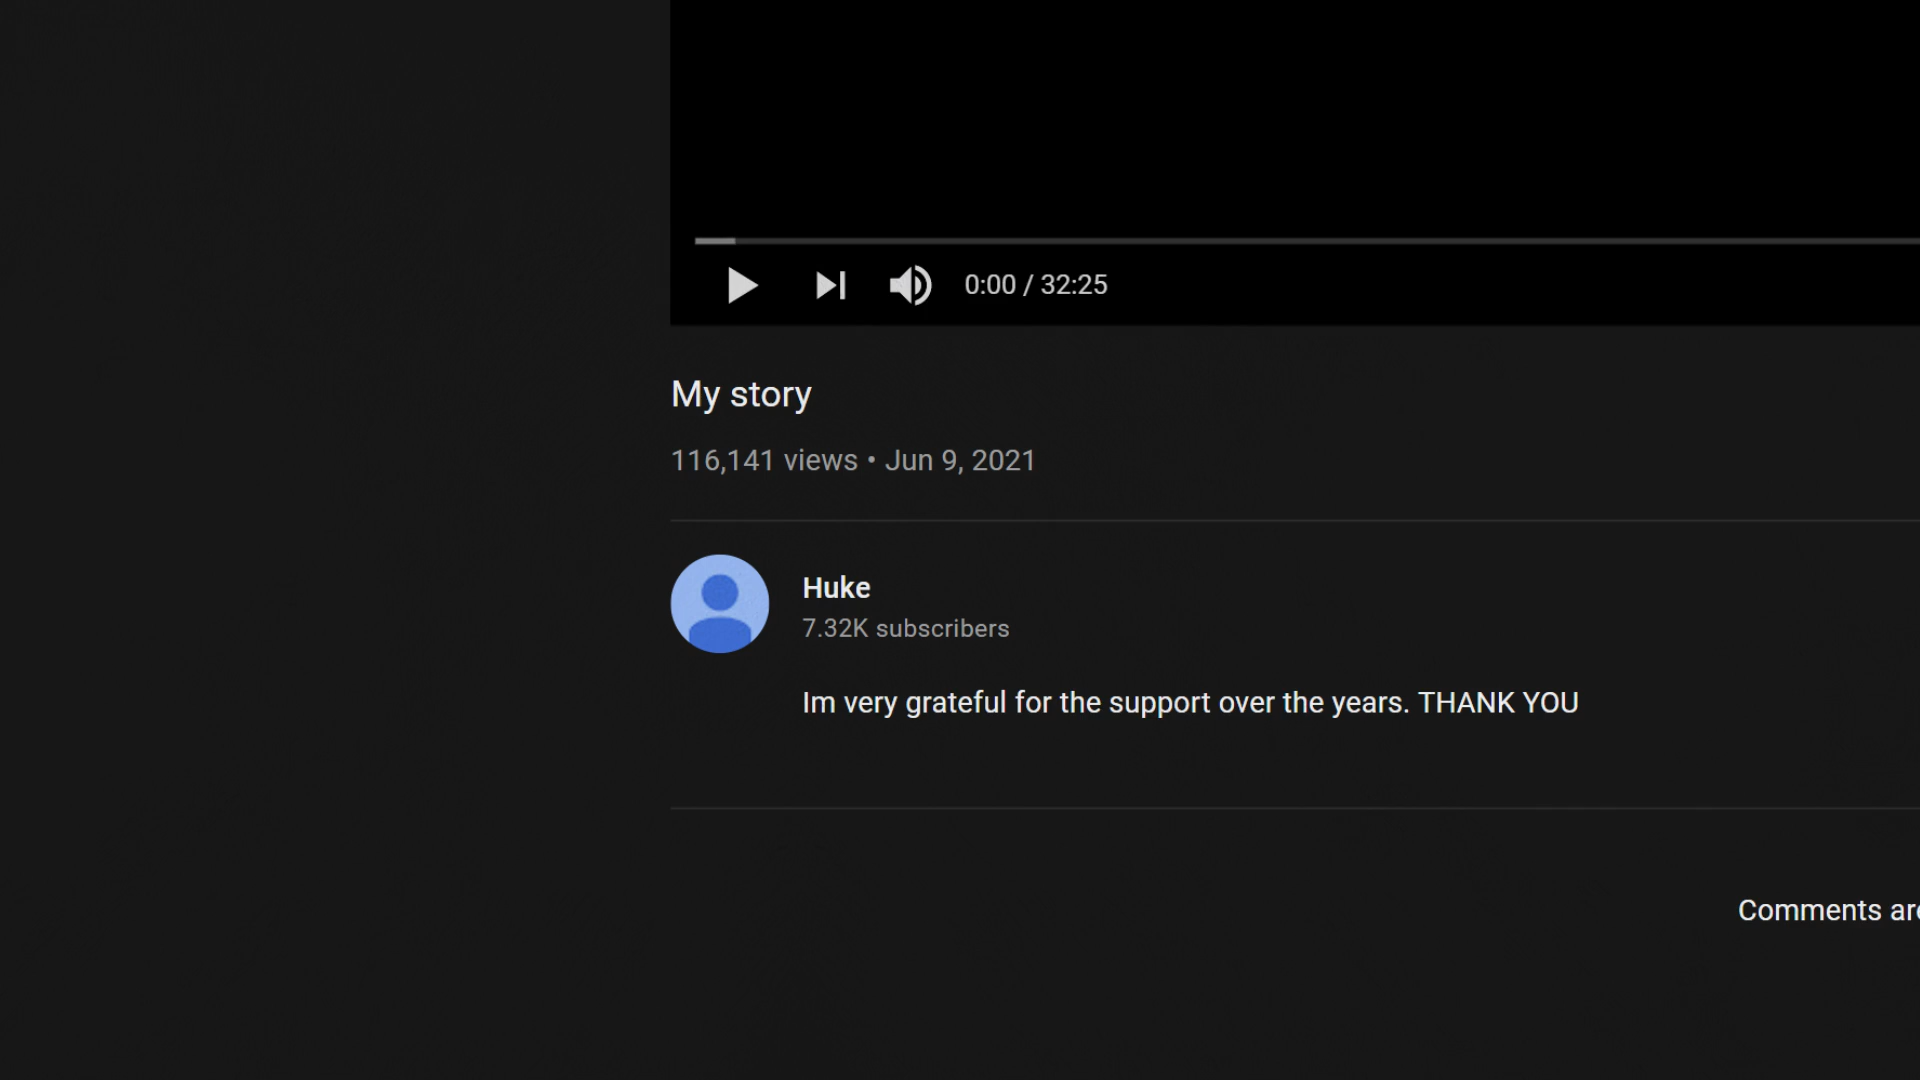 0:00 / 32:25
My story
116,141 views • Jun 9, 2021
Huke
7.32K subscribers
Im very grateful for the support over the years. THANK YOU
Comments are